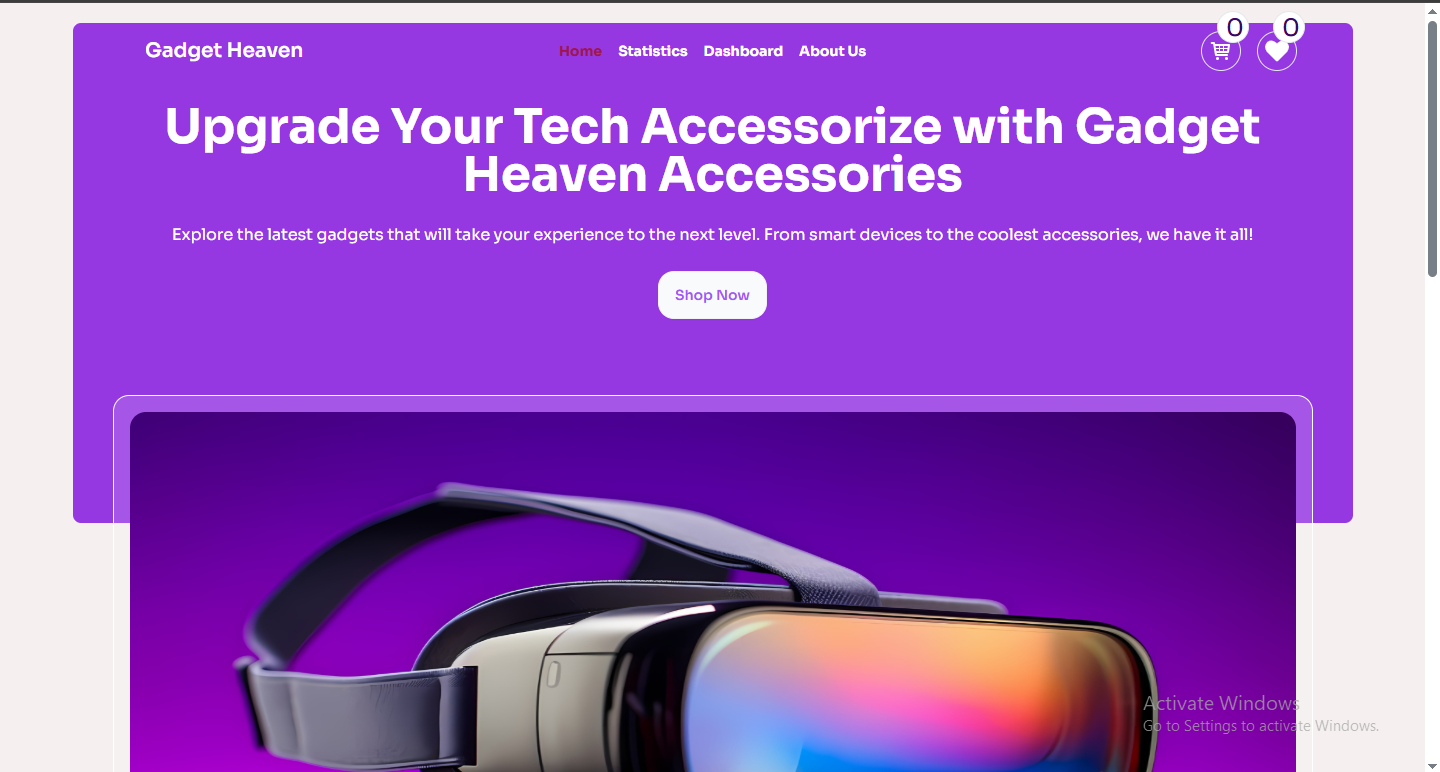 Gadget Heaven
Home Statistics Dashboard About Us
0 0
Upgrade Your Tech Accessorize with Gadget
Heaven Accessories
Explore the latest gadgets that will take your experience to the next level. From smart devices to the coolest accessories, we have it all!
Shop Now
Activate Windows
Go to Settings to activate Windows.